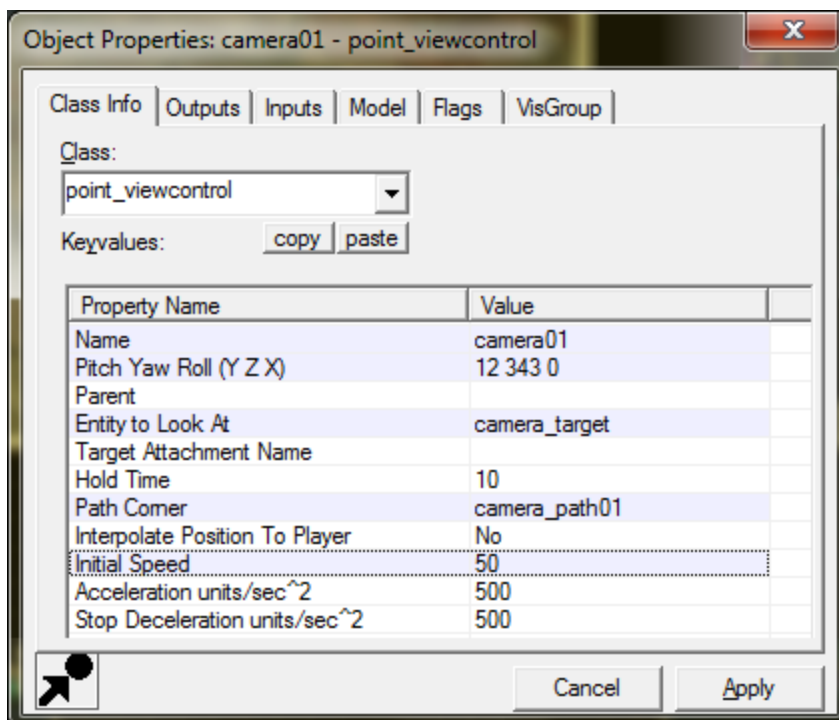 Object Properties: camera01 - point_viewcontrol
X
Class Info Outputs Inputs Model Flags VisGroup
Class:
point_viewcontrol
Keyvalues: copy paste
Property Name Value
Name camera01
Pitch Yaw Roll (Y Z X) 12 343 0
Parent
Entity to Look At camera_target
Target Attachment Name
Hold Time 10
Path Corner camera_path01
Interpolate Position To Player No
Initial Speed 50
Acceleration units/sec^2 500
Stop Deceleration units/sec^2 500
Cancel Apply